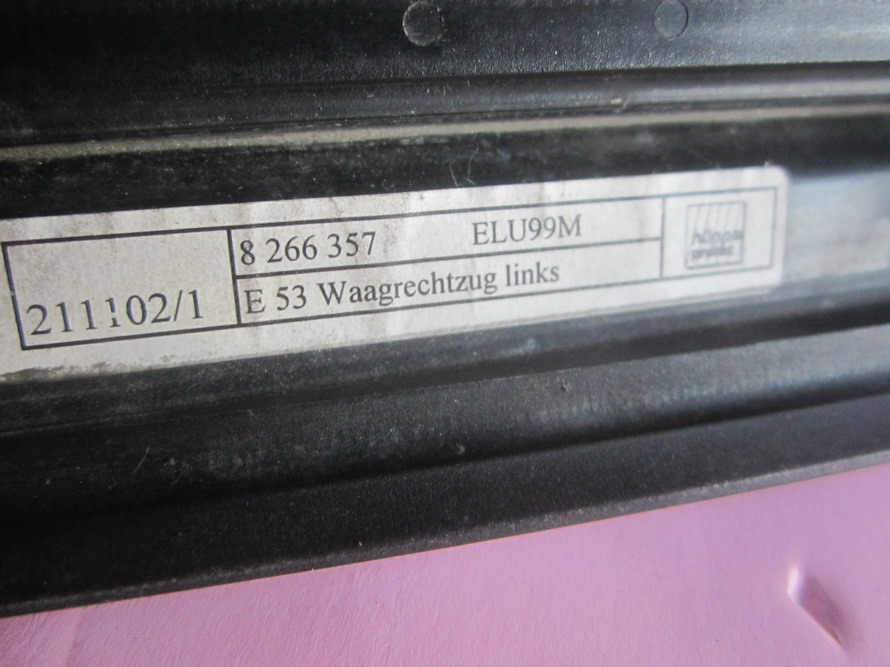 8 266 357 ELU99M
211102/1
E 53 Waagrechtzug links